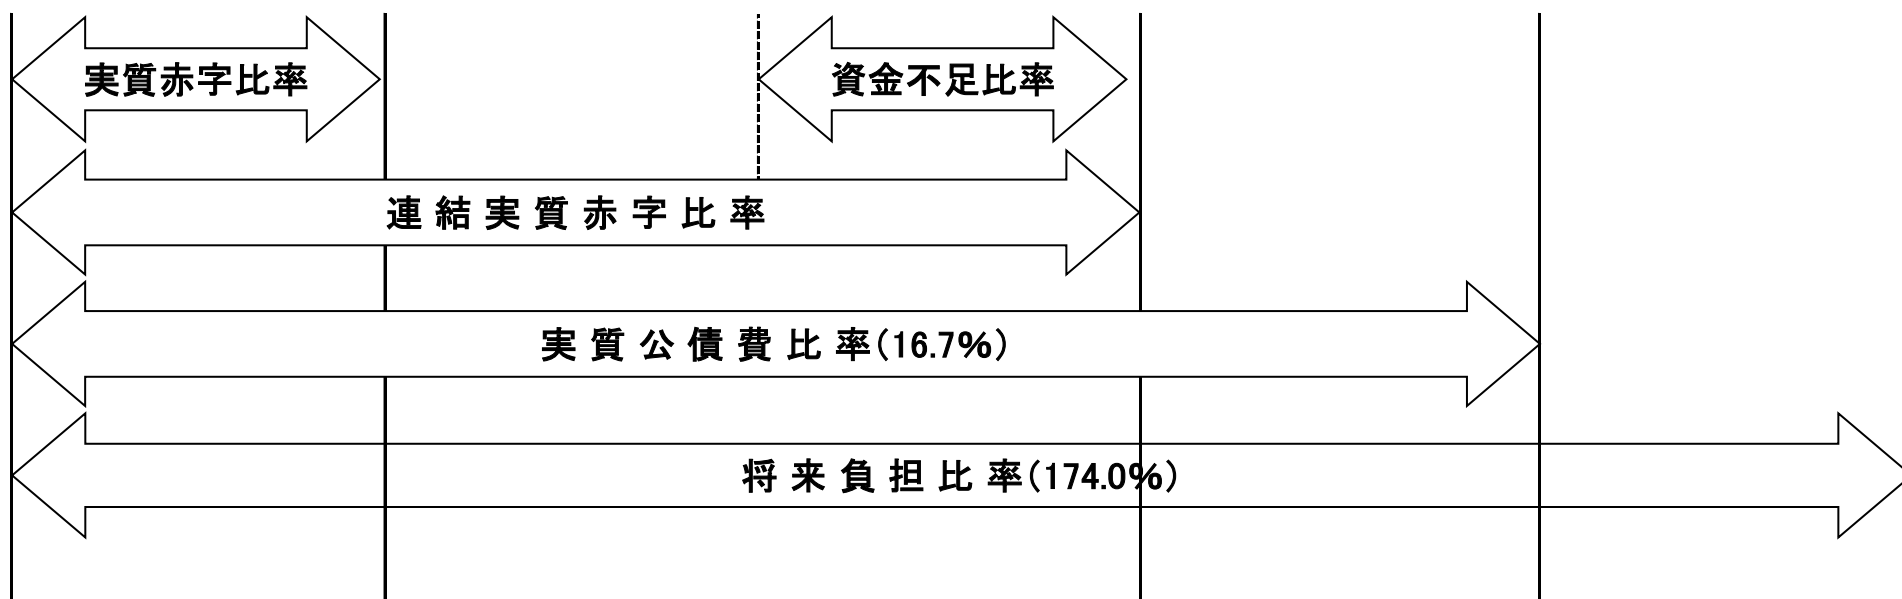 実質赤字比率
資金不足比率
連結実質赤字比率
実質公債費比率(16.7%)
将来負担比率(174.0%)